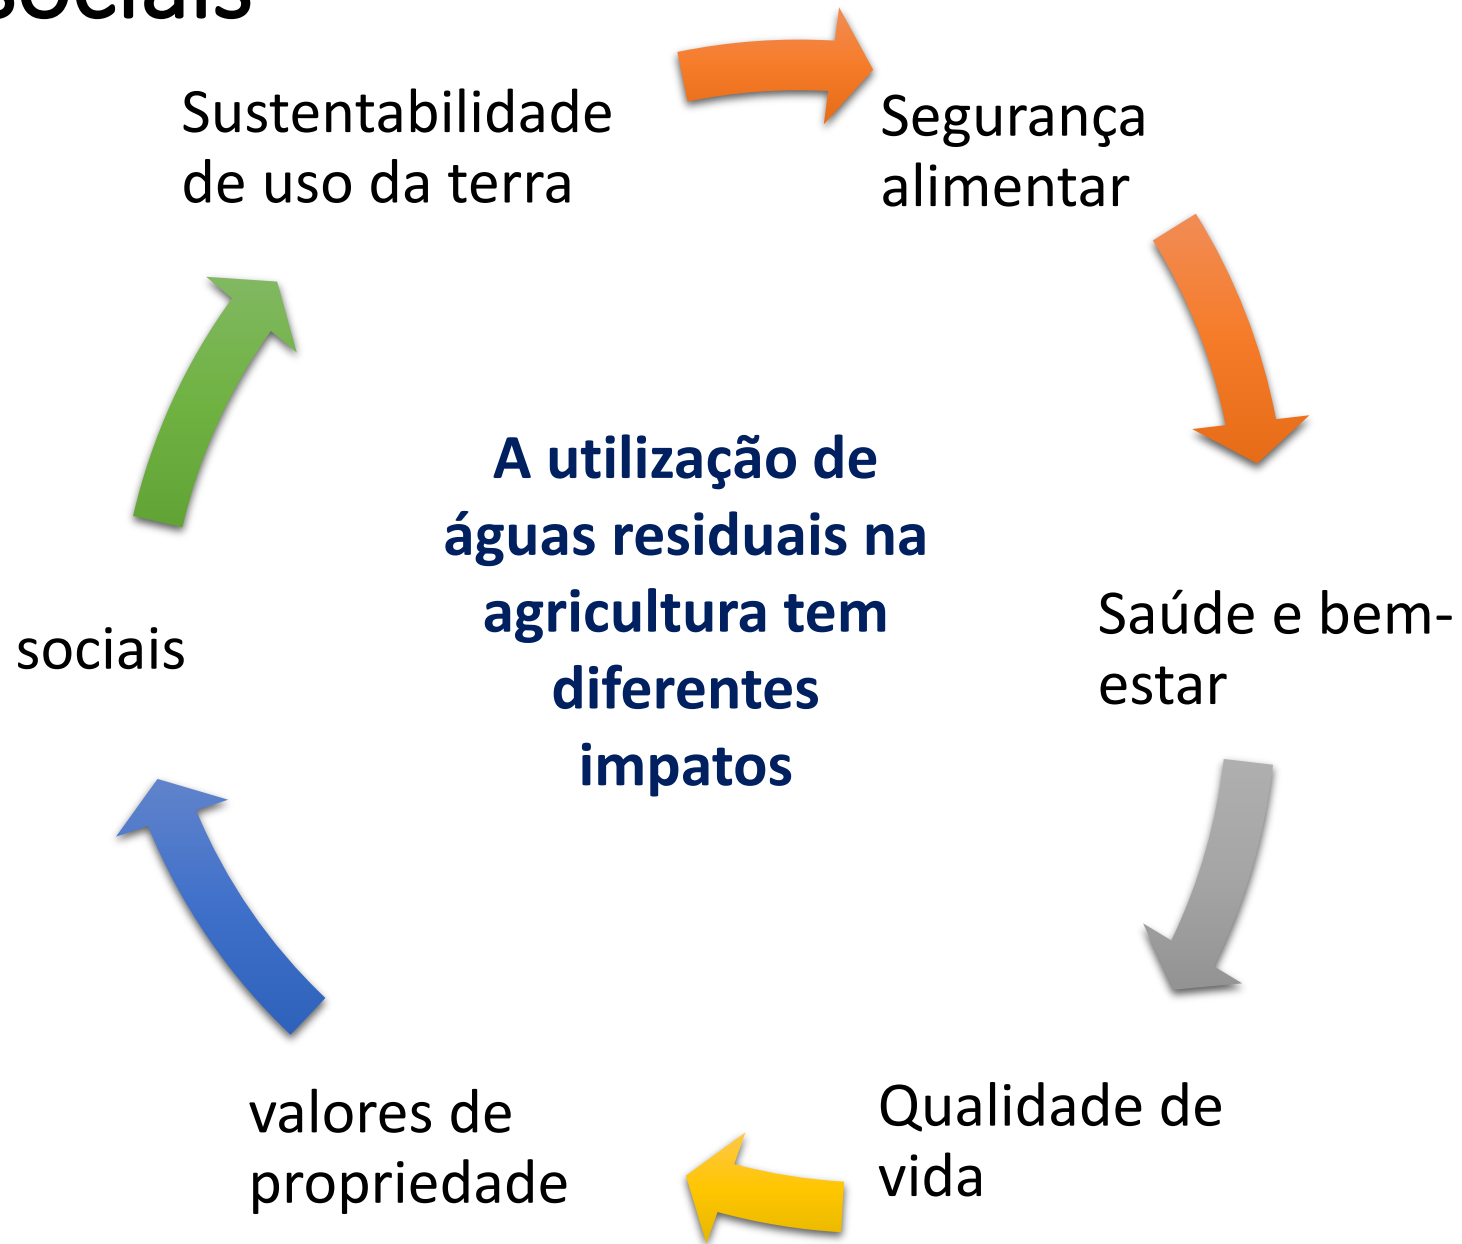 sociais
Sustentabilidade
de uso da terra
Segurança
alimentar
A utilização de
águas residuais na
agricultura tem
diferentes
impatos
Saúde e bem-
estar
sociais
Qualidade de
vida
valores de
propriedade